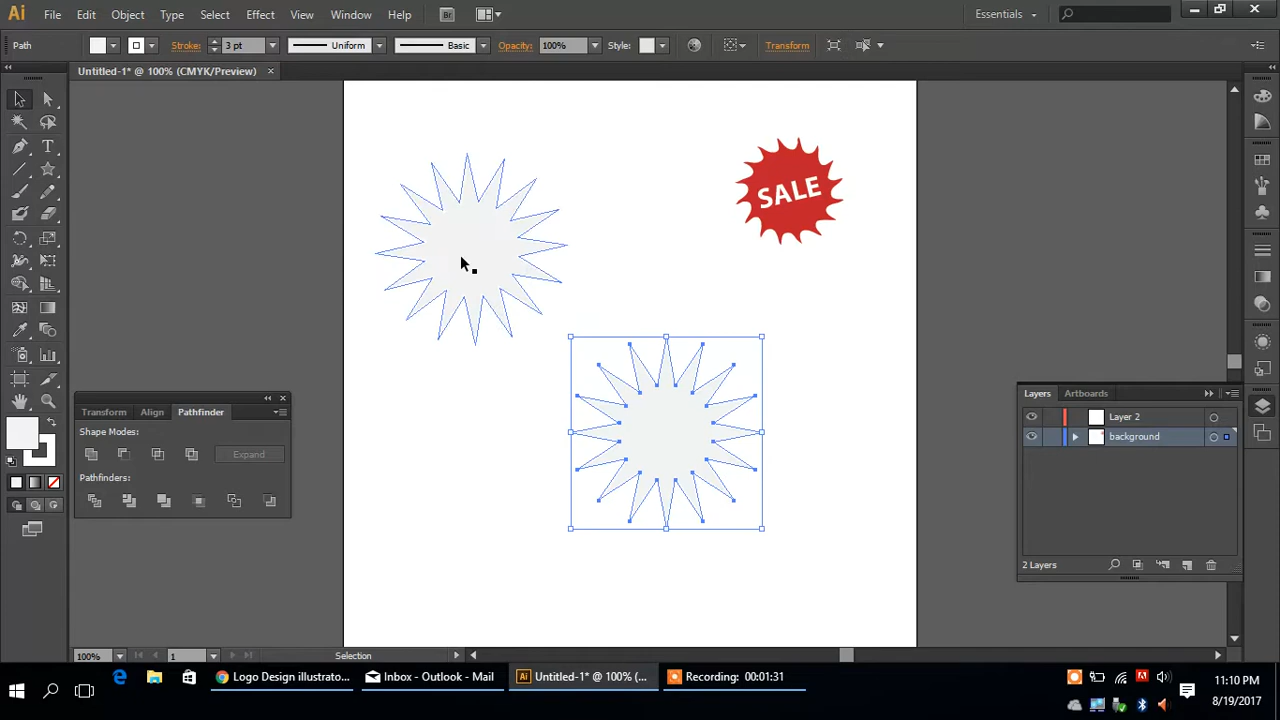 Ai File Edit Object Type Select Effect View Window Help Br Essentials
Path Stroke: 3 pt Uniform Basic Opacity: 100% Style: Transform
Untitled-1* @ 100% (CMYK/Preview) ×
SALE
Layers Artboards
Layer 2
background
2 Layers
Transform Align Pathfinder
Shape Modes:
Expand
Pathfinders:
100% 1 Selection
Logo Design illustrato... Inbox - Outlook - Mail Ai Untitled-1* @ 100% (... Recording: 00:01:31
11:10 PM
8/19/2017